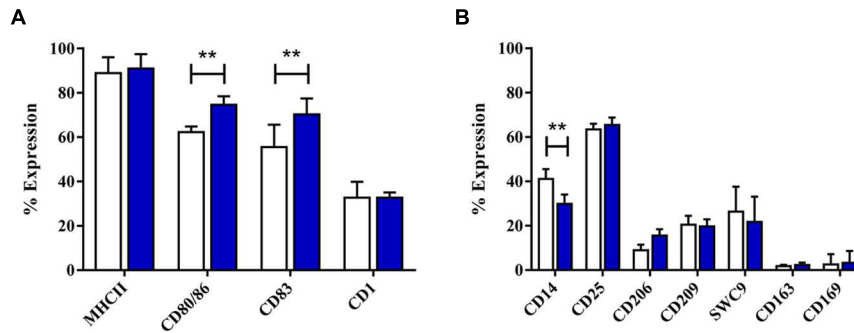 A
% Expression
100
80
60
40
20
0
**
**
MHCII
CD80/86
CD83
CD1
B
% Expression
100
80
60
40
20
0
**
CD14
CD25
CD206
CD209
SWC9
CD163
CD169